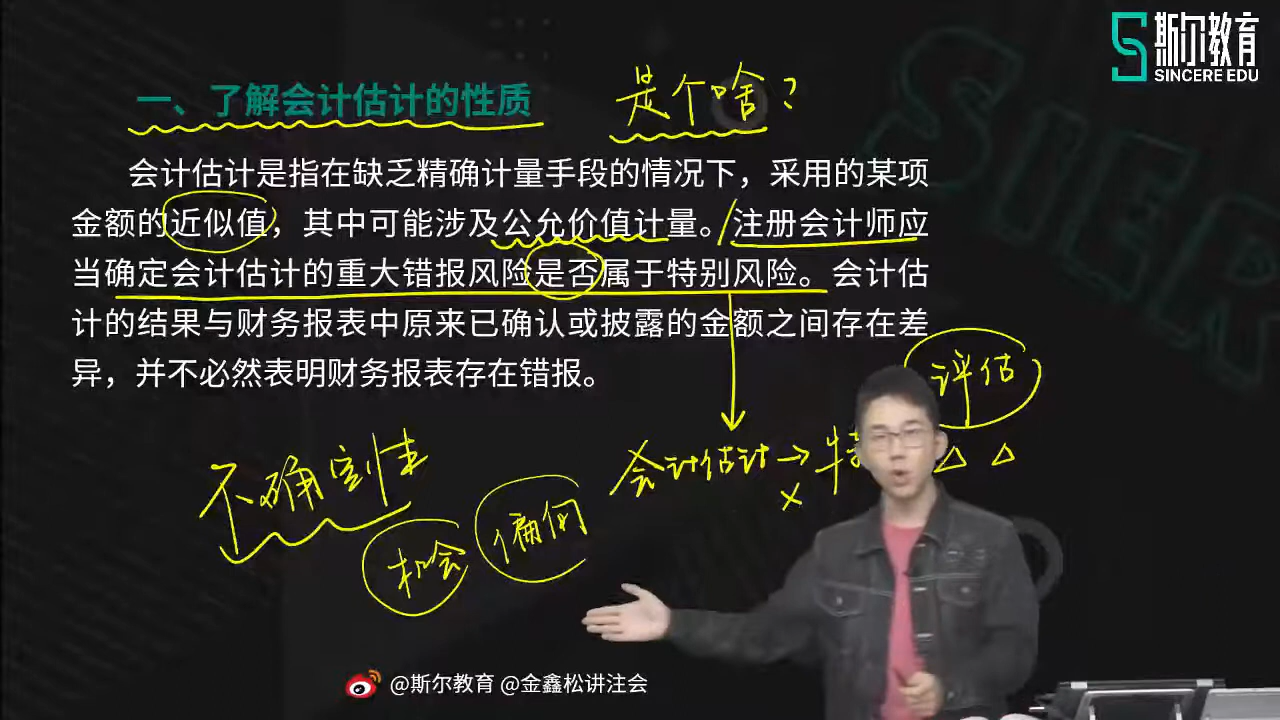 斯尔教育
SINCERE EDU
一、了解会计估计的性质
是个啥？
会计估计是指在缺乏精确计量手段的情况下，采用的某项
金额的近似值，其中可能涉及公允价值计量。注册会计师应
当确定会计估计的重大错报风险是否属于特别风险。会计估
计的结果与财务报表中原来已确认或披露的金额之间存在差
异，并不必然表明财务报表存在错报。
评估
不确定性
会计估计→特
×
机会
偏向
@斯尔教育 @金鑫松讲注会